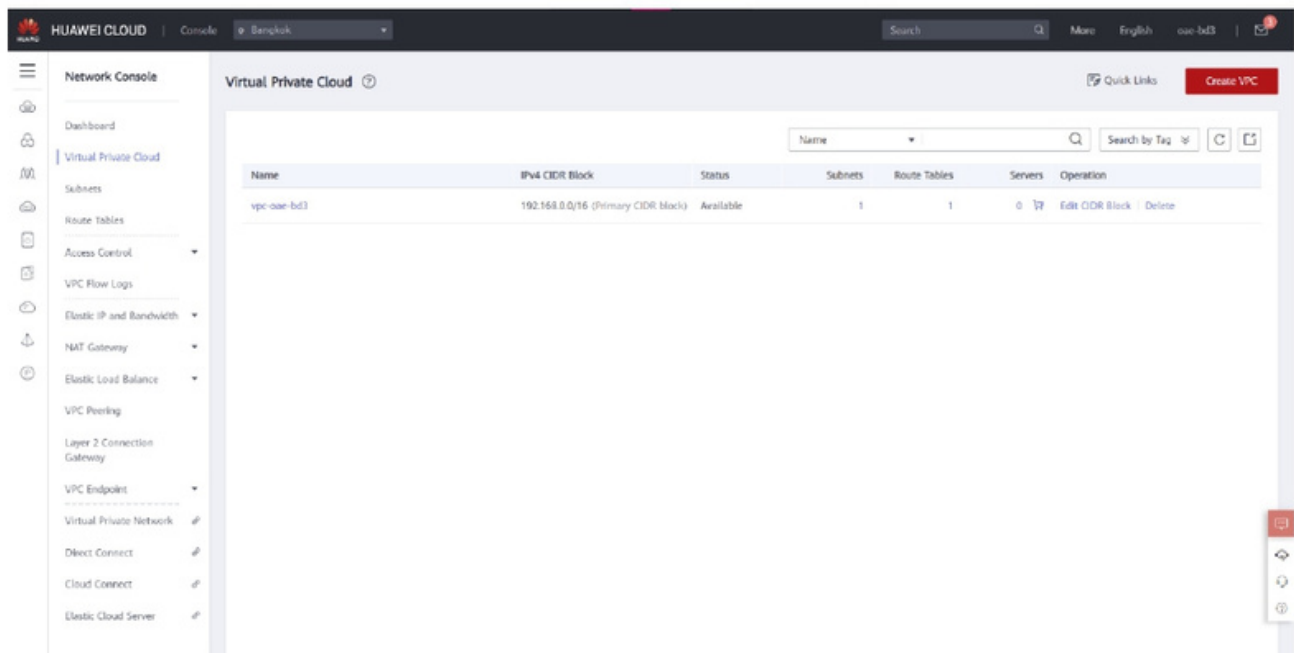 HUAWEI CLOUD | Console Bangkok Search More English oae-bd3 | 3
HUAWEI
Network Console
Dashboard
Virtual Private Cloud
Subnets
Route Tables
Access Control
VPC Flow Logs
Elastic IP and Bandwidth
NAT Gateway
Elastic Load Balance
VPC Peering
Layer 2 Connection
Gateway
VPC Endpoint
Virtual Private Network
Direct Connect
Cloud Connect
Elastic Cloud Server
Virtual Private Cloud ? Quick Links Create VPC
Name Search by Tag
Name IPv4 CIDR Block Status Subnets Route Tables Servers Operation
vpc-oae-bd3 192.168.0.0/16 (Primary CIDR block) Available 1 1 0 Edit CIDR Block | Delete